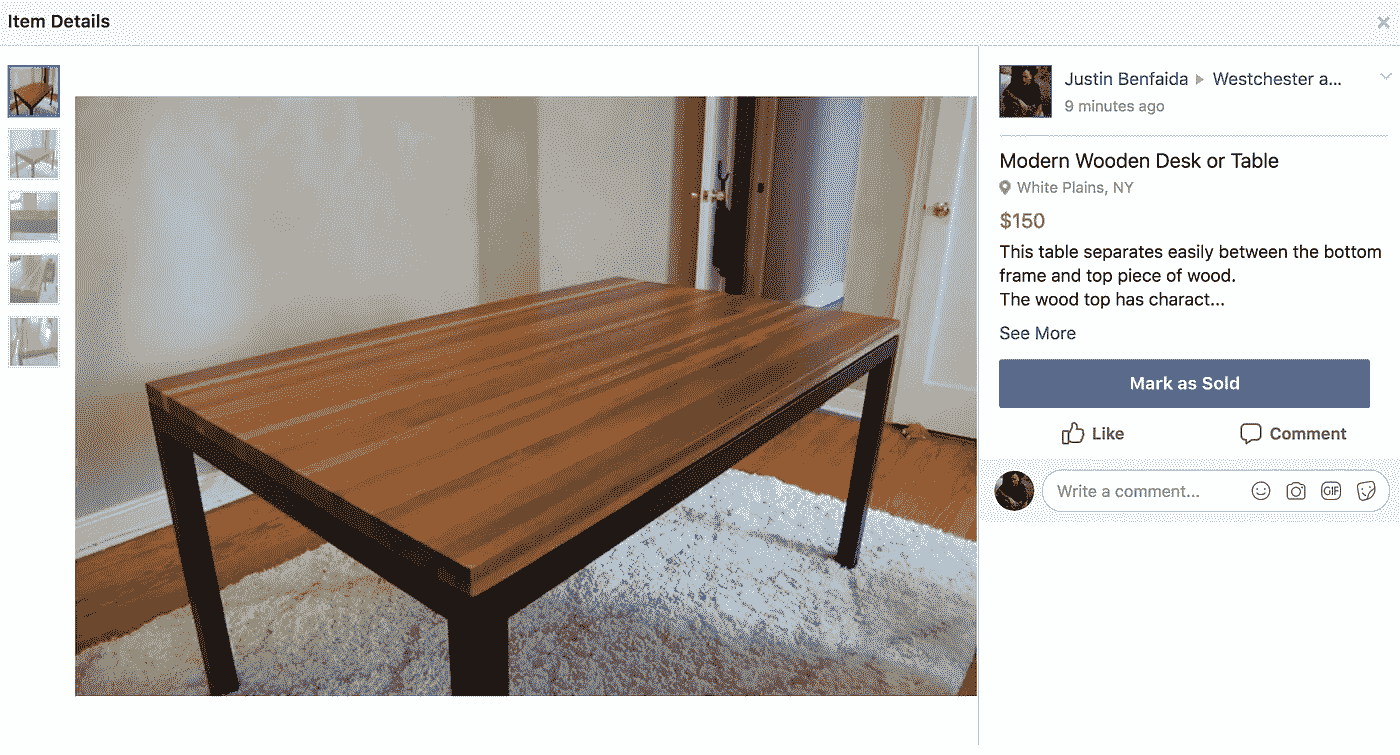 Item Details
Justin Benfaida ▸ Westchester a...
9 minutes ago
Modern Wooden Desk or Table
White Plains, NY
$150
This table separates easily between the bottom
frame and top piece of wood.
The wood top has charact...
See More
Mark as Sold
Like
Comment
Write a comment...
GIF